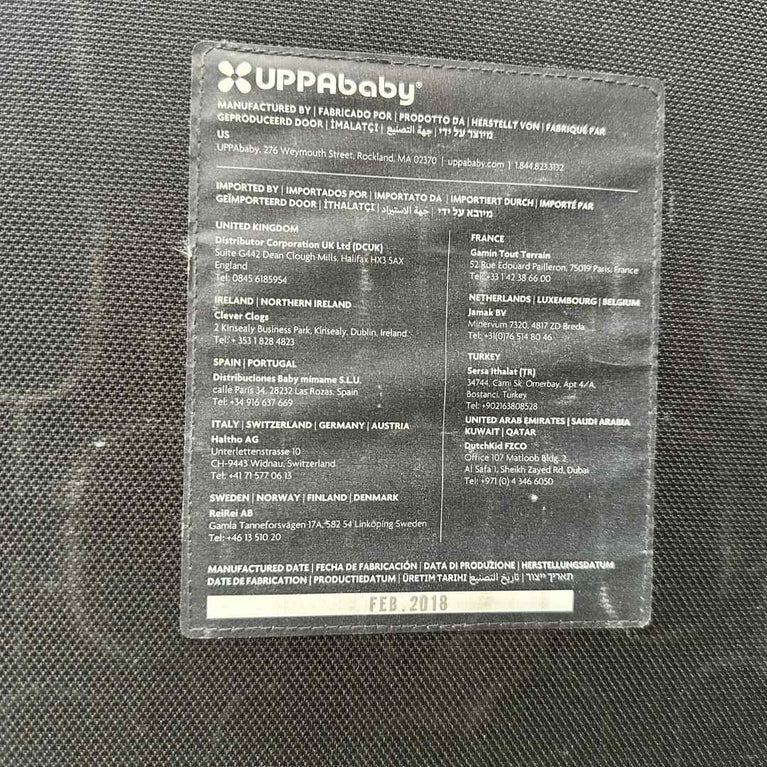 UPPAbaby®
MANUFACTURED BY | FABRICADO POR | PRODOTTO DA | HERSTELLT VON | FABRIQUÉ PAR
GEPRODUCEERD DOOR | İMALATÇI | جهة التصنيع | מיוצר על ידי
US
UPPAbaby, 276 Weymouth Street, Rockland, MA 02370 | uppababy.com | 1.844.823.3132
IMPORTED BY | IMPORTADOS POR | IMPORTATO DA | IMPORTIERT DURCH | IMPORTÉ PAR
GEÏMPORTEERD DOOR | İTHALATÇI | جهة الاستيراد | מיובא על ידי
UNITED KINGDOM
Distributor Corporation UK Ltd (DCUK)
Suite G442 Dean Clough Mills, Halifax HX3 5AX
England
Tel: 0845 6185954
IRELAND | NORTHERN IRELAND
Clever Clogs
2 Kinsealy Business Park, Kinsealy, Dublin, Ireland
Tel: + 353 1 828 4823
SPAIN | PORTUGAL
Distribuciones Baby mimame S.L.U.
calle París 34, 28232 Las Rozas, Spain
Tel: +34 916 637 669
ITALY | SWITZERLAND | GERMANY | AUSTRIA
Haltho AG
Unterlettenstrasse 10
CH-9443 Widnau, Switzerland
Tel: +41 71 577 06 13
SWEDEN | NORWAY | FINLAND | DENMARK
ReiRei AB
Gamla Tanneforsvägen 17A, 582 54 Linköping Sweden
Tel: +46 13 510 20
FRANCE
Gamin Tout Terrain
52 Rue Edouard Pailleron, 75019 Paris, France
Tel: +33 1 42 38 66 00
NETHERLANDS | LUXEMBOURG | BELGIUM
Jamak BV
Minervum 7320, 4817 ZD Breda
Tel: +31(0)76 514 80 46
TURKEY
Sersa Ithalat (TR)
34744, Cami Sk, Omerbay, Apt 4/A,
Bostanci, Turkey
Tel: +902163808528
UNITED ARAB EMIRATES | SAUDI ARABIA
KUWAIT | QATAR
DutchKid FZCO
Office 107 Matloob Bldg. 2
Al Safa 1, Sheikh Zayed Rd, Dubai
Tel: +971 (0) 4 346 6050
MANUFACTURED DATE | FECHA DE FABRICACIÓN | DATA DI PRODUZIONE | HERSTELLUNGSDATUM
DATE DE FABRICATION | PRODUCTIEDATUM | ÜRETIM TARIHI | تاريخ التصنيع | תאריך ייצור
FEB. 2018